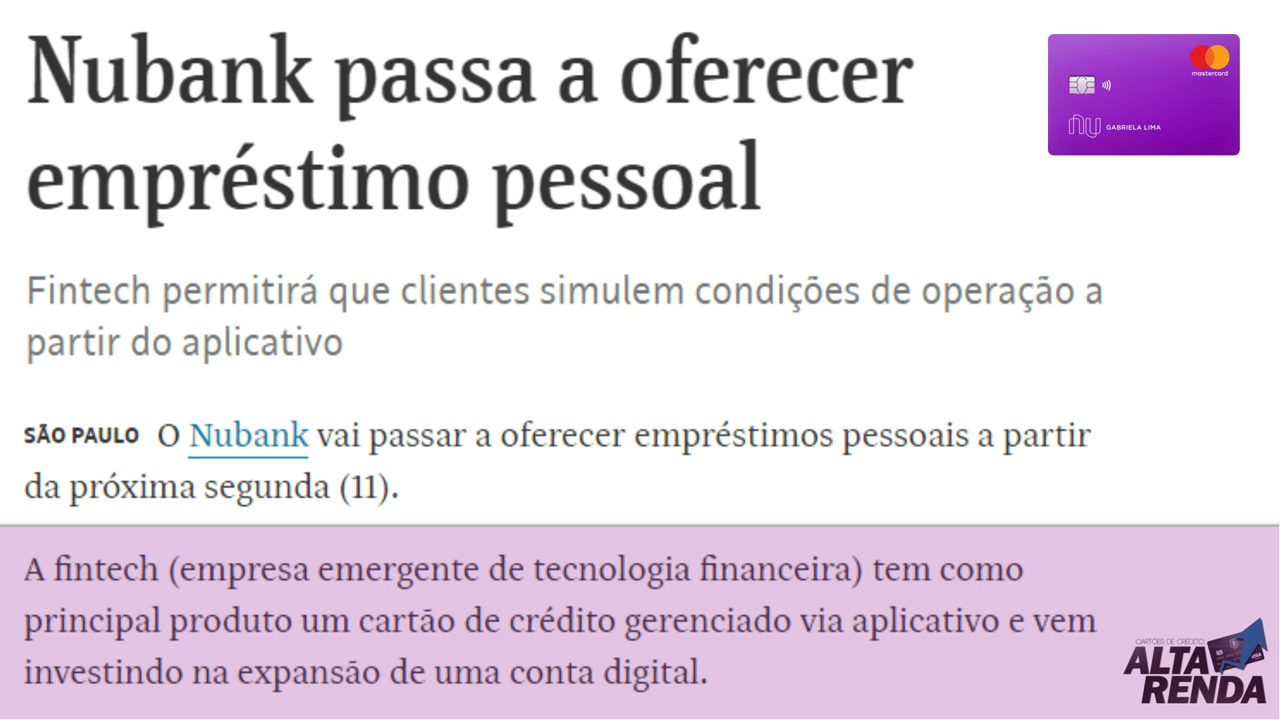 Nubank passa a oferecer
empréstimo pessoal
mastercard
nu GABRIELA LIMA
Fintech permitirá que clientes simulem condições de operação a
partir do aplicativo
SÃO PAULO O Nubank vai passar a oferecer empréstimos pessoais a partir
da próxima segunda (11).
A fintech (empresa emergente de tecnologia financeira) tem como
principal produto um cartão de crédito gerenciado via aplicativo e vem
investindo na expansão de uma conta digital.
CARTÕES DE CRÉDITO
ALTA
RENDA
VISA